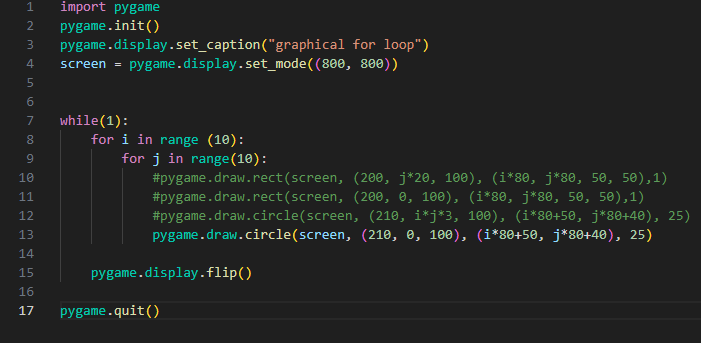 1 import pygame
2 pygame.init()
3 pygame.display.set_caption("graphical for loop")
4 screen = pygame.display.set_mode((800, 800))
5
6
7 while(1):
8     for i in range (10):
9         for j in range(10):
10             #pygame.draw.rect(screen, (200, j*20, 100), (i*80, j*80, 50, 50),1)
11             #pygame.draw.rect(screen, (200, 0, 100), (i*80, j*80, 50, 50),1)
12             #pygame.draw.circle(screen, (210, i*j*3, 100), (i*80+50, j*80+40), 25)
13             pygame.draw.circle(screen, (210, 0, 100), (i*80+50, j*80+40), 25)
14
15     pygame.display.flip()
16
17 pygame.quit()